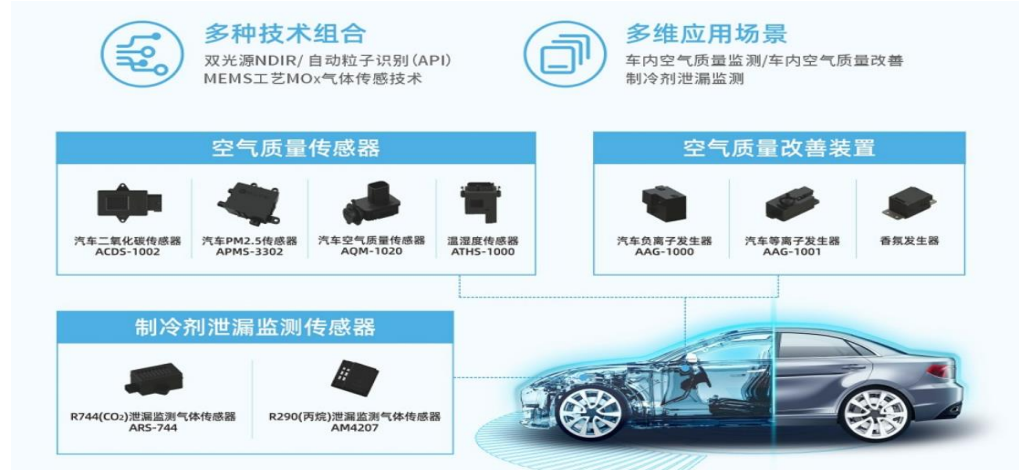 多种技术组合
双光源NDIR/ 自动粒子识别(API)
MEMS工艺MOx气体传感技术
多维应用场景
车内空气质量监测/车内空气质量改善
制冷剂泄漏监测
空气质量传感器
汽车二氧化碳传感器
ACDS-1002
汽车PM2.5传感器
APMS-3302
汽车空气质量传感器
AQM-1020
温湿度传感器
ATHS-1000
空气质量改善装置
汽车负离子发生器
AAG-1000
汽车等离子发生器
AAG-1001
香氛发生器
制冷剂泄漏监测传感器
R744(CO₂)泄漏监测气体传感器
ARS-744
R290(丙烷)泄漏监测气体传感器
AM4207